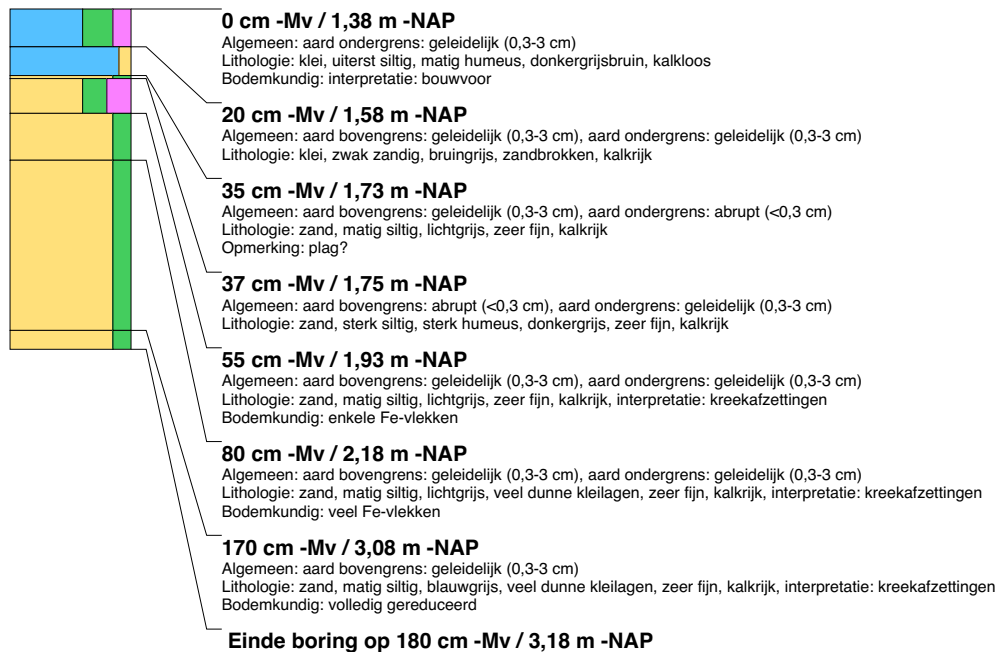 0 cm -Mv / 1,38 m -NAP
Algemeen: aard ondergrens: geleidelijk (0,3-3 cm)
Lithologie: klei, uiterst siltig, matig humeus, donkergrijsbruin, kalkloos
Bodemkundig: interpretatie: bouwvoor
20 cm -Mv / 1,58 m -NAP
Algemeen: aard bovengrens: geleidelijk (0,3-3 cm), aard ondergrens: geleidelijk (0,3-3 cm)
Lithologie: klei, zwak zandig, bruingrijs, zandbrokken, kalkrijk
35 cm -Mv / 1,73 m -NAP
Algemeen: aard bovengrens: geleidelijk (0,3-3 cm), aard ondergrens: abrupt (<0,3 cm)
Lithologie: zand, matig siltig, lichtgrijs, zeer fijn, kalkrijk
Opmerking: plag?
37 cm -Mv / 1,75 m -NAP
Algemeen: aard bovengrens: abrupt (<0,3 cm), aard ondergrens: geleidelijk (0,3-3 cm)
Lithologie: zand, sterk siltig, sterk humeus, donkergrijs, zeer fijn, kalkrijk
55 cm -Mv / 1,93 m -NAP
Algemeen: aard bovengrens: geleidelijk (0,3-3 cm), aard ondergrens: geleidelijk (0,3-3 cm)
Lithologie: zand, matig siltig, lichtgrijs, zeer fijn, kalkrijk, interpretatie: kreekafzettingen
Bodemkundig: enkele Fe-vlekken
80 cm -Mv / 2,18 m -NAP
Algemeen: aard bovengrens: geleidelijk (0,3-3 cm), aard ondergrens: geleidelijk (0,3-3 cm)
Lithologie: zand, matig siltig, lichtgrijs, veel dunne kleilagen, zeer fijn, kalkrijk, interpretatie: kreekafzettingen
Bodemkundig: veel Fe-vlekken
170 cm -Mv / 3,08 m -NAP
Algemeen: aard bovengrens: geleidelijk (0,3-3 cm)
Lithologie: zand, matig siltig, blauwgrijs, veel dunne kleilagen, zeer fijn, kalkrijk, interpretatie: kreekafzettingen
Bodemkundig: volledig gereduceerd
Einde boring op 180 cm -Mv / 3,18 m -NAP